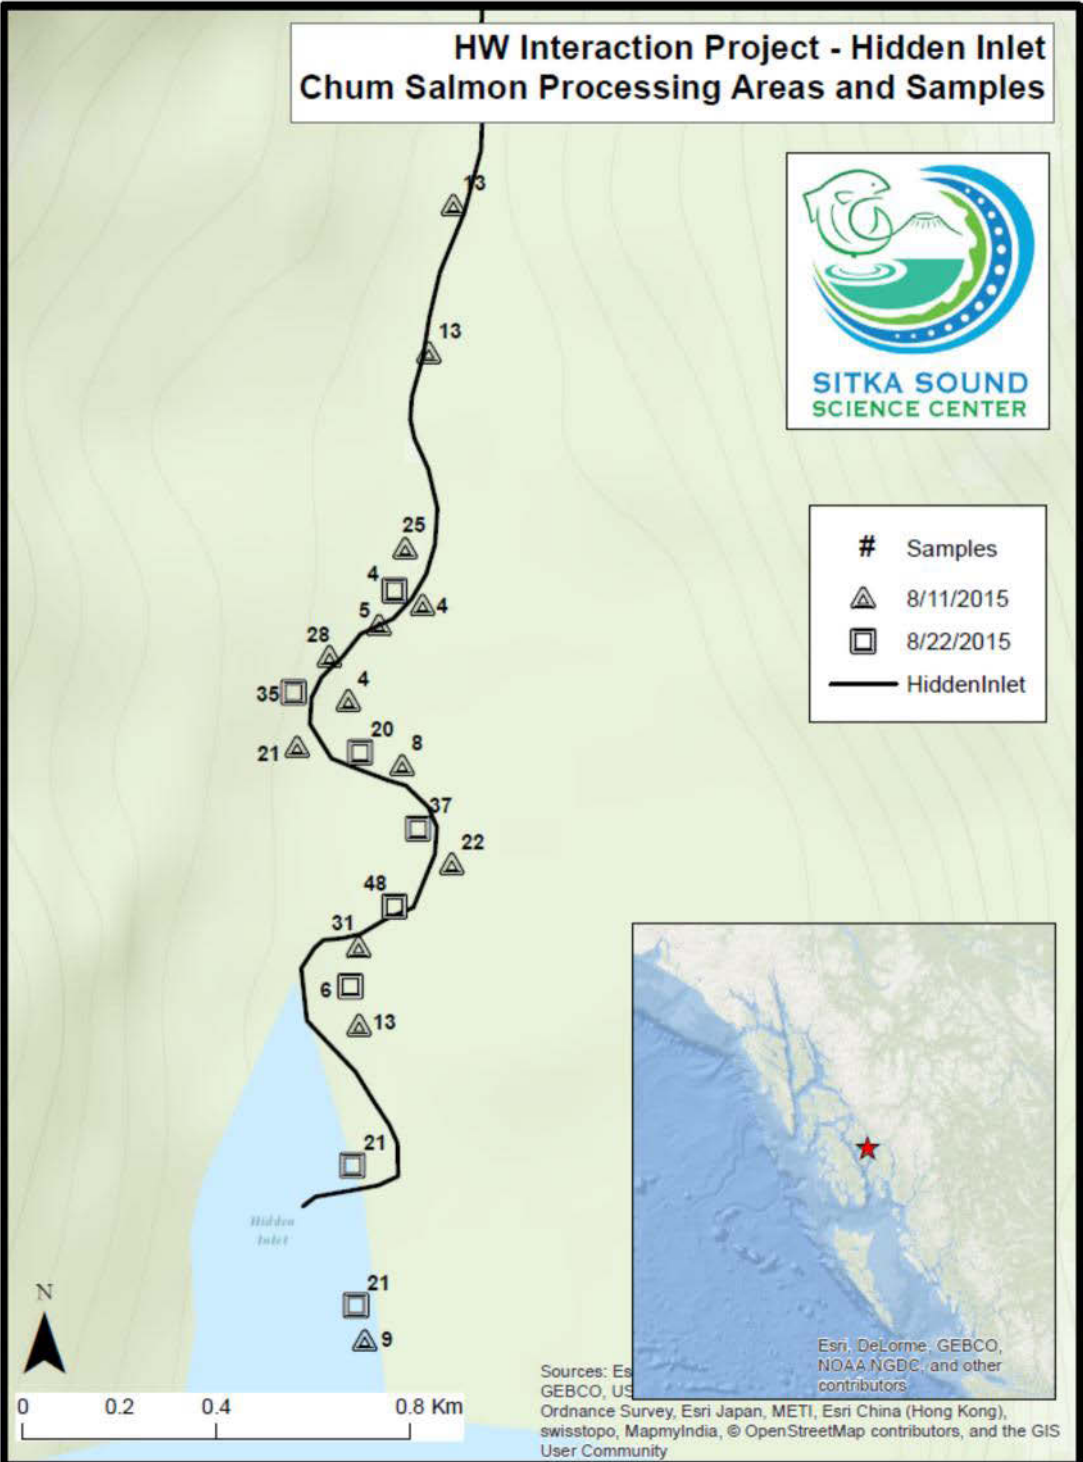 HW Interaction Project - Hidden Inlet
Chum Salmon Processing Areas and Samples
13
SITKA SOUND
SCIENCE CENTER
13
# Samples
8/11/2015
8/22/2015
HiddenInlet
25
4
4
5
28
35
4
20
21
8
37
22
48
31
6
13
21
Hidden
Inlet
21
9
N
0 0.2 0.4 0.8 Km
Esri, DeLorme, GEBCO,
NOAA NGDC, and other
contributors
Sources: Es
GEBCO, US
Ordnance Survey, Esri Japan, METI, Esri China (Hong Kong),
swisstopo, MapmyIndia, © OpenStreetMap contributors, and the GIS
User Community